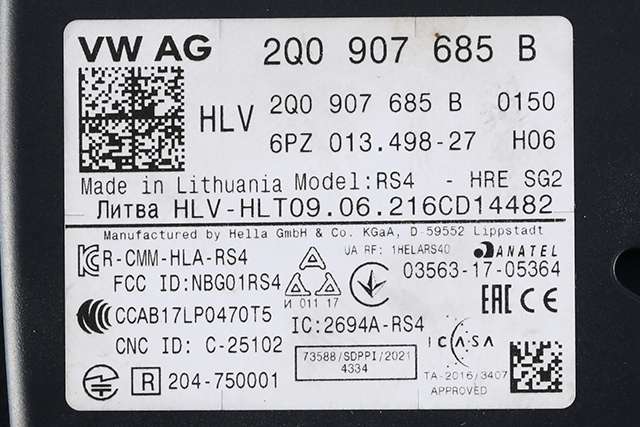 VW AG 2Q0 907 685 B
HLV 2Q0 907 685 B 0150
6PZ 013.498-27 H06
Made in Lithuania Model:RS4 - HRE SG2
Литва HLV-HLT09.06.216CD14482
Manufactured by Hella GmbH & Co. KGaA, D-59552 Lippstadt
R-CMM-HLA-RS4
UA RF: 1HELARS40
ANATEL
FCC ID:NBG01RS4
03563-17-05364
И 011 17
EAC CE
CCAB17LP0470T5
IC:2694A-RS4
CNC ID: C-25102
73588/SDPPI/2021
4334
ICASA
TA-2016/3407
APPROVED
R 204-750001